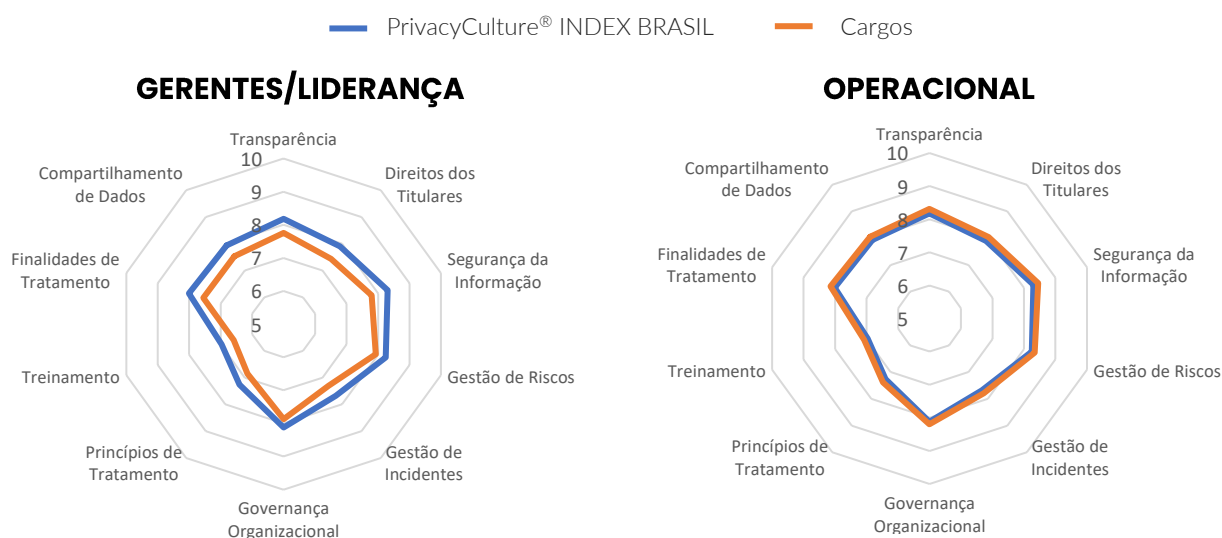 PrivacyCulture® INDEX BRASIL
Cargos
GERENTES/LIDERANÇA
Transparência
Direitos dos
Titulares
Segurança da
Informação
Gestão de Riscos
Gestão de
Incidentes
Governança
Organizacional
Princípios de
Tratamento
Treinamento
Finalidades de
Tratamento
Compartilhamento
de Dados
10
9
8
7
6
5
OPERACIONAL
Transparência
Direitos dos
Titulares
Segurança da
Informação
Gestão de Riscos
Gestão de
Incidentes
Governança
Organizacional
Princípios de
Tratamento
Treinamento
Finalidades de
Tratamento
Compartilhamento
de Dados
10
9
8
7
6
5